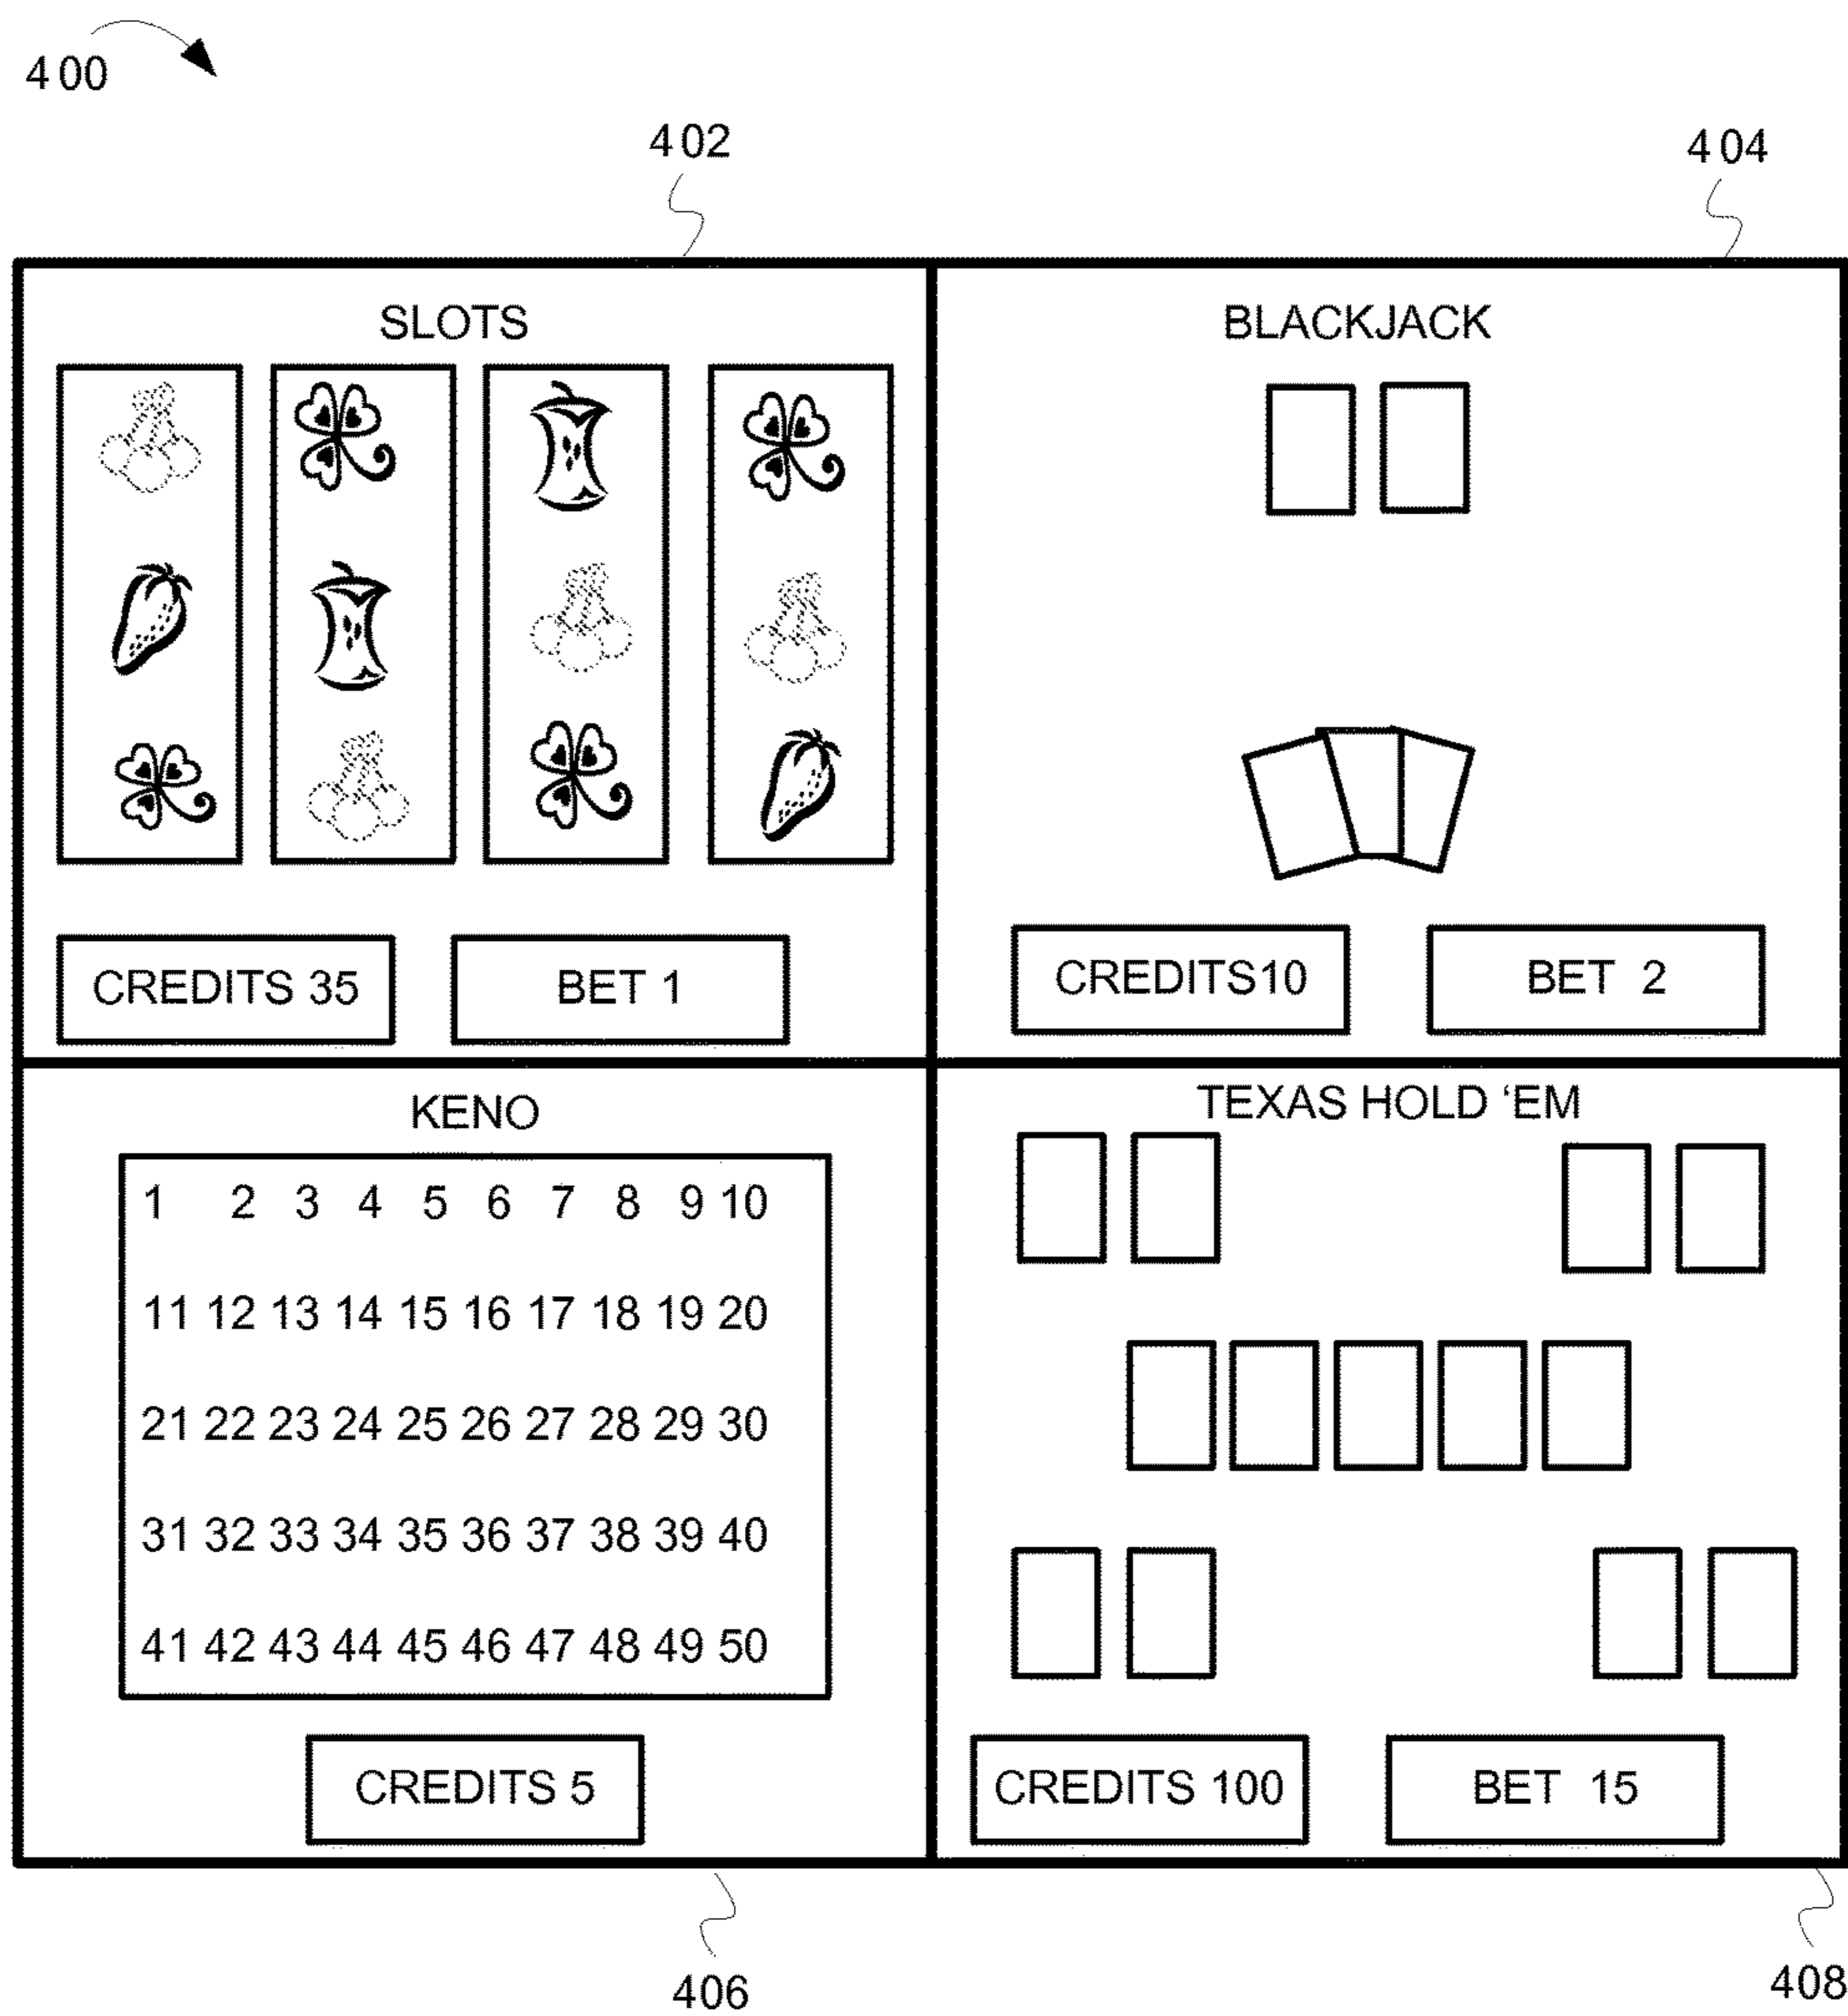 400
402
404
SLOTS
CREDITS 35
BET 1
BLACKJACK
CREDITS10
BET 2
KENO
1 2 3 4 5 6 7 8 9 10
11 12 13 14 15 16 17 18 19 20
21 22 23 24 25 26 27 28 29 30
31 32 33 34 35 36 37 38 39 40
41 42 43 44 45 46 47 48 49 50
CREDITS 5
TEXAS HOLD ‘EM
CREDITS 100
BET 15
406
408